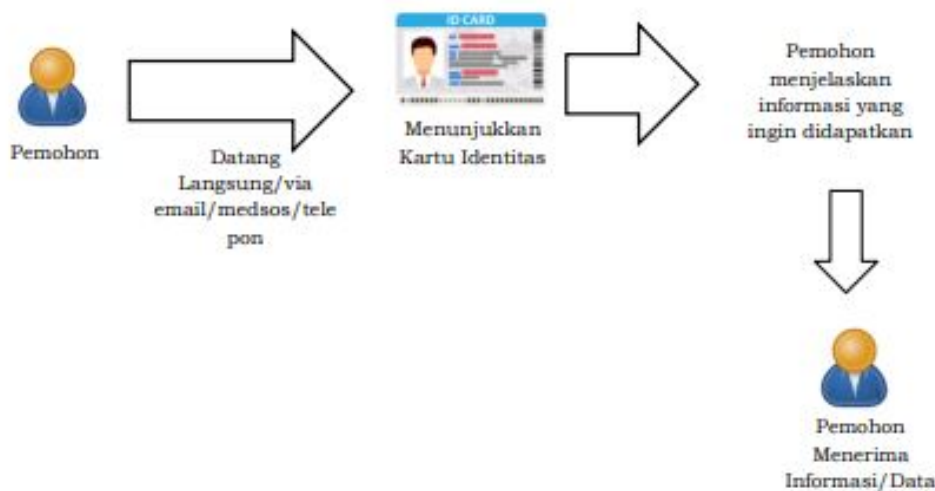 Pemohon
Datang
Langsung/via
email/medsos/tele
pon
ID CARD
Menunjukkan
Kartu Identitas
Pemohon
menjelaskan
informasi yang
ingin didapatkan
Pemohon
Menerima
Informasi/Data